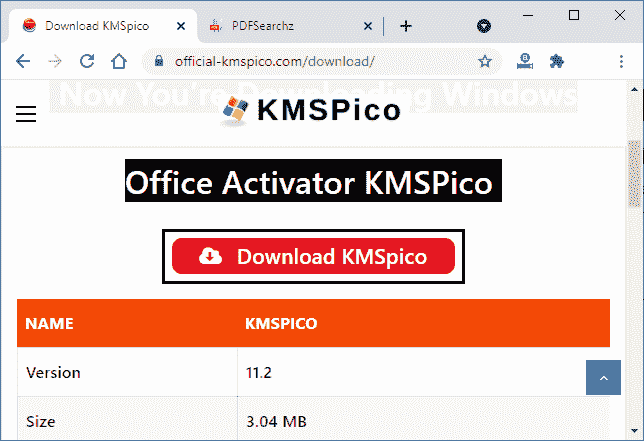 Download KMSpico
PDFSearchz
official-kmspico.com/download/
Now You're Downloading Windows
KMSPico
Office Activator KMSPico
Download KMSpico
NAME KMSPICO
Version 11.2
Size 3.04 MB